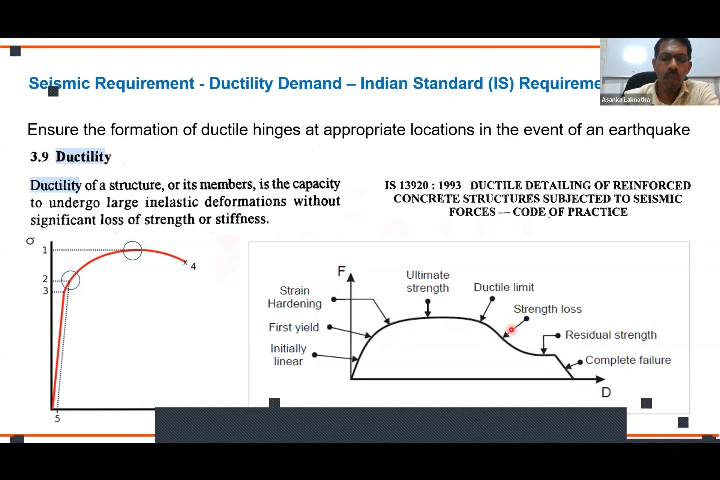 Seismic Requirement - Ductility Demand – Indian Standard (IS) Requireme
Asanka Laknatha
Ensure the formation of ductile hinges at appropriate locations in the event of an earthquake
3.9 Ductility
Ductility of a structure, or its members, is the capacity
to undergo large inelastic deformations without
significant loss of strength or stiffness.
IS 13920 : 1993 DUCTILE DETAILING OF REINFORCED
CONCRETE STRUCTURES SUBJECTED TO SEISMIC
FORCES — CODE OF PRACTICE
σ
1
2
3
4
5
F
Strain
Hardening
First yield
Initially
linear
Ultimate
strength
Ductile limit
Strength loss
Residual strength
Complete failure
D